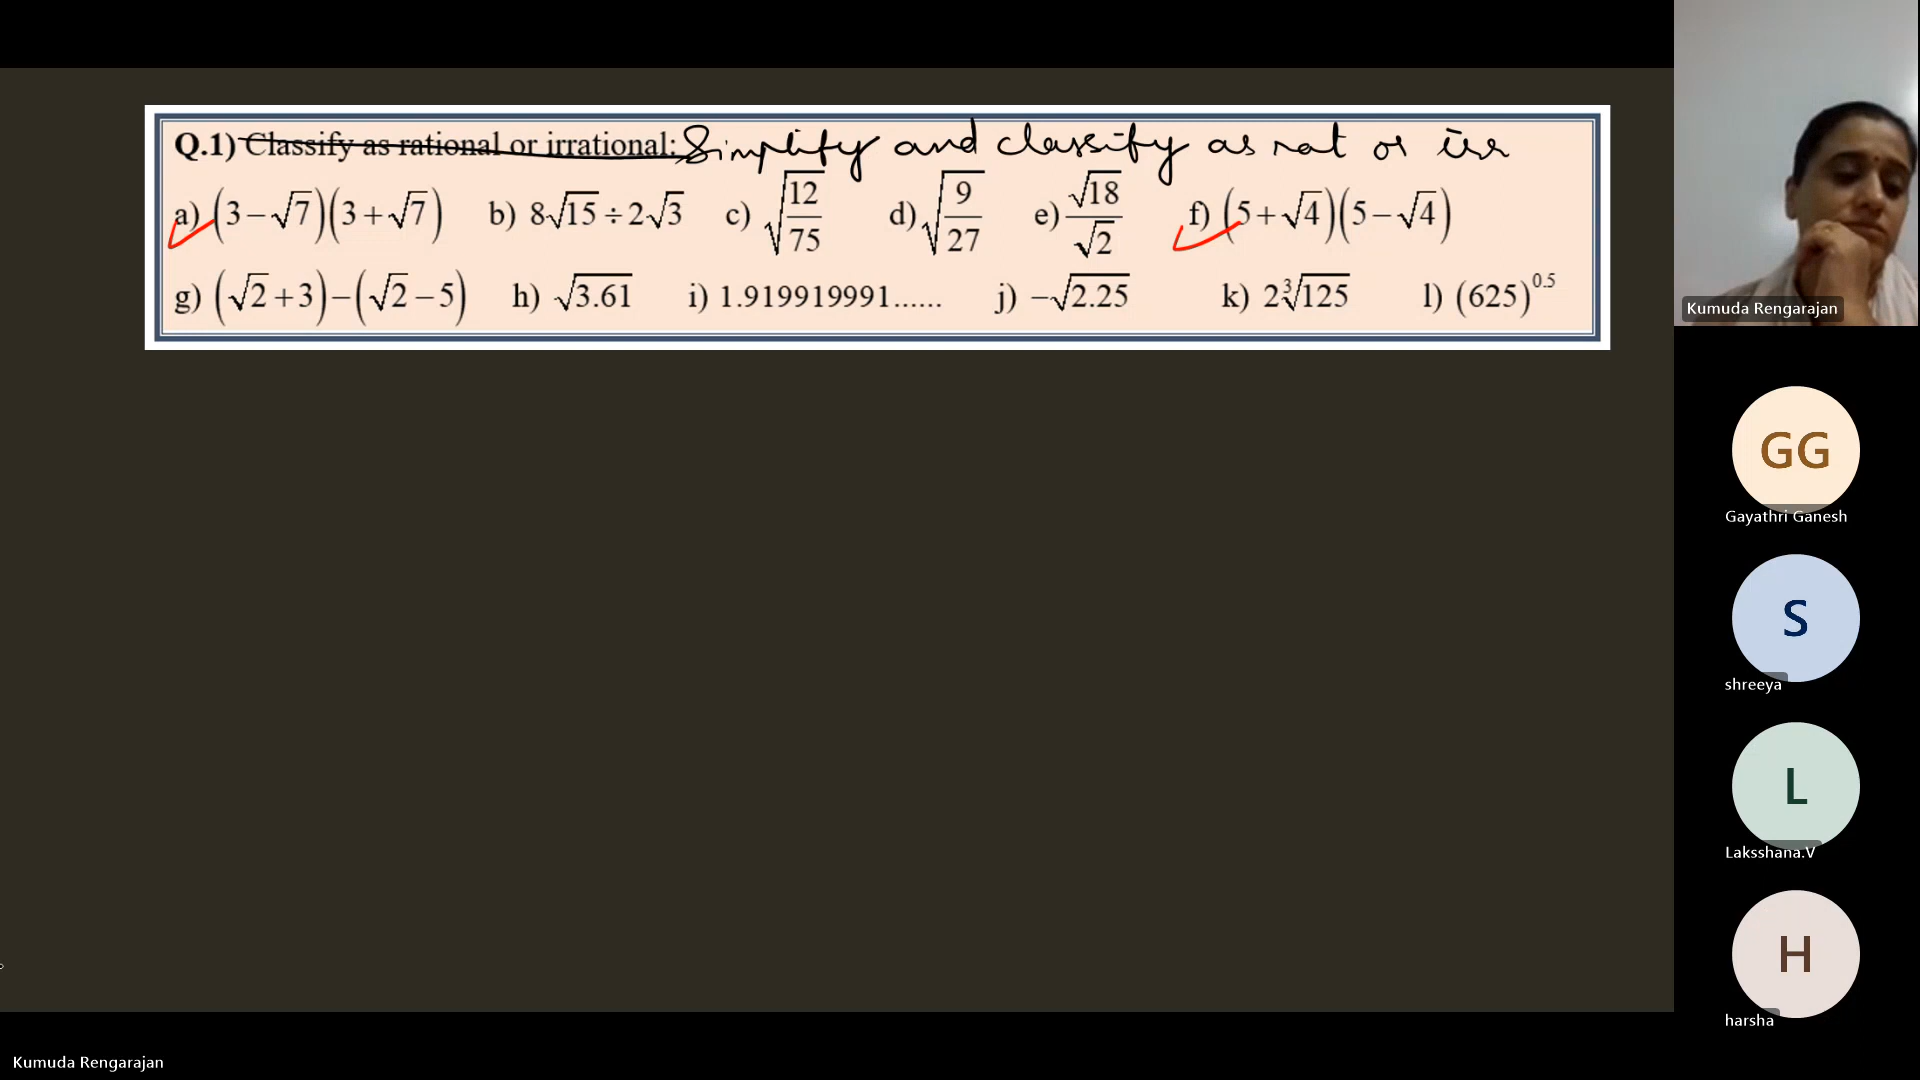 Q.1) Classify as rational or irrational: Simplify and classify as rat or irr
a) (3−√7)(3+√7) b) 8√15÷2√3 c) √(12/75) d) √(9/27) e) √18/√2 f) (5+√4)(5−√4)
g) (√2+3)−(√2−5) h) √3.61 i) 1.919919991...... j) −√2.25 k) 2∛125 l) (625)^0.5
Kumuda Rengarajan
GG
Gayathri Ganesh
S
shreeya
L
Laksshana.V
H
harsha
Kumuda Rengarajan